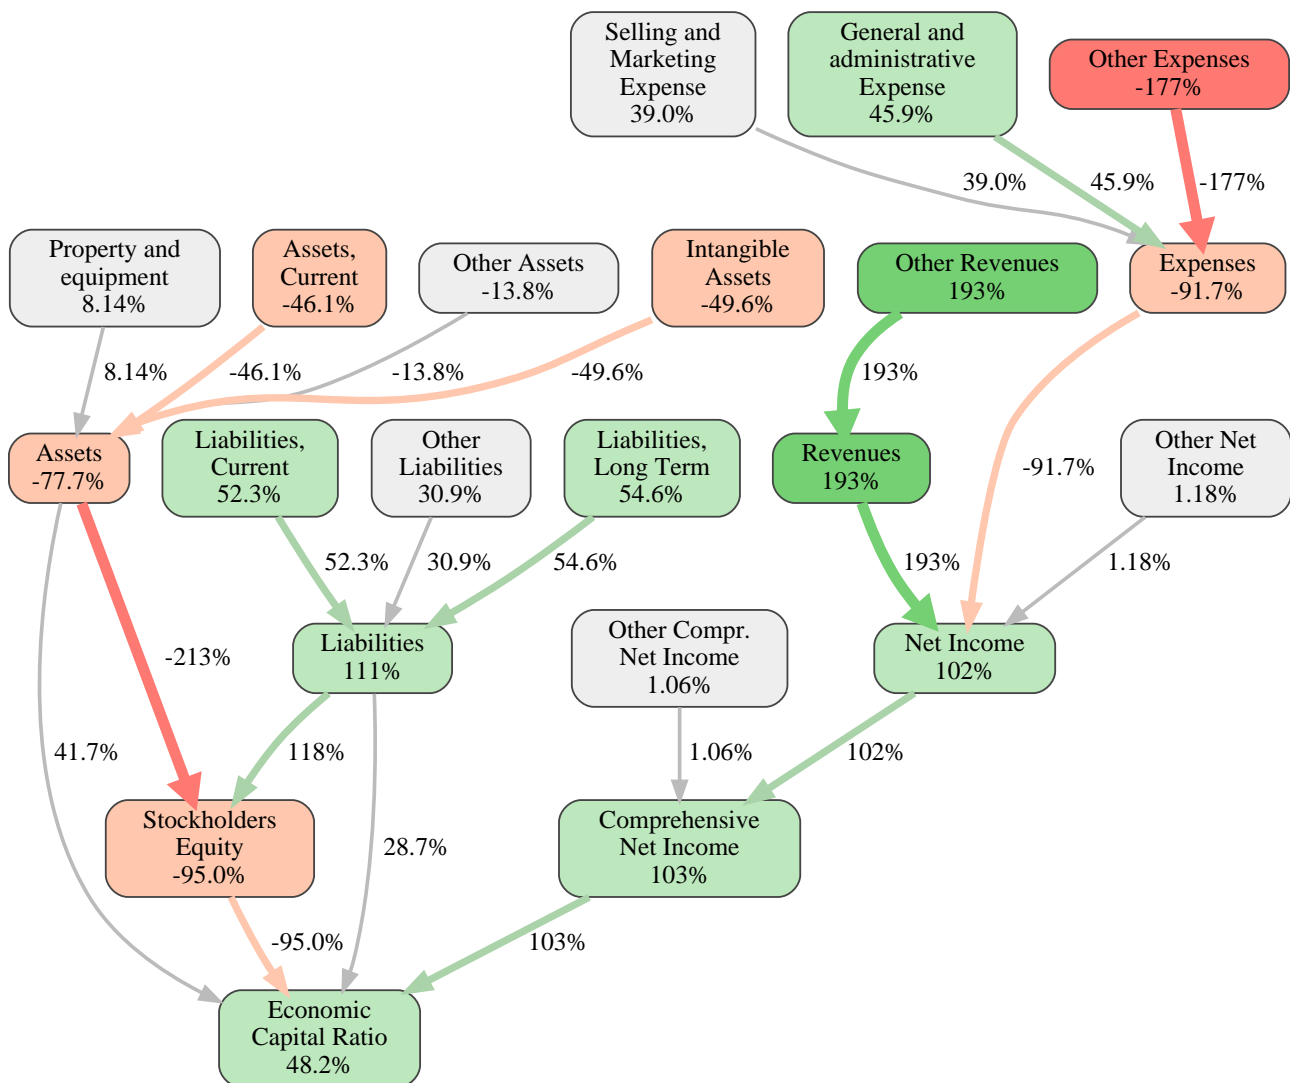 Selling and
Marketing
Expense
39.0%
General and
administrative
Expense
45.9%
Other Expenses
-177%
39.0%
45.9%
-177%
Property and
equipment
8.14%
Assets,
Current
-46.1%
Other Assets
-13.8%
Intangible
Assets
-49.6%
Other Revenues
193%
Expenses
-91.7%
8.14%
-46.1%
-13.8%
-49.6%
193%
Assets
-77.7%
Liabilities,
Current
52.3%
Other
Liabilities
30.9%
Liabilities,
Long Term
54.6%
Revenues
193%
-91.7%
Other Net
Income
1.18%
52.3%
30.9%
54.6%
193%
1.18%
-213%
Liabilities
111%
Other Compr.
Net Income
1.06%
Net Income
102%
41.7%
118%
1.06%
102%
Stockholders
Equity
-95.0%
28.7%
Comprehensive
Net Income
103%
-95.0%
103%
Economic
Capital Ratio
48.2%